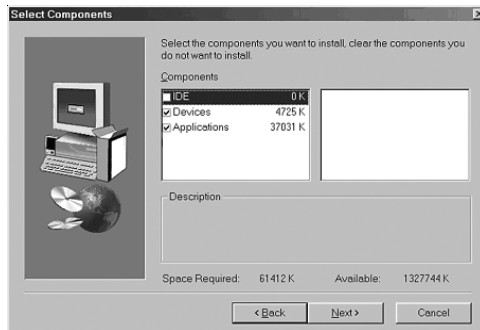 Select Components
Select the components you want to install, clear the components you
do not want to install.
Components
IDE 0 K
Devices 4725 K
Applications 37031 K
Description
Space Required: 61412 K Available: 1327744 K
< Back Next > Cancel